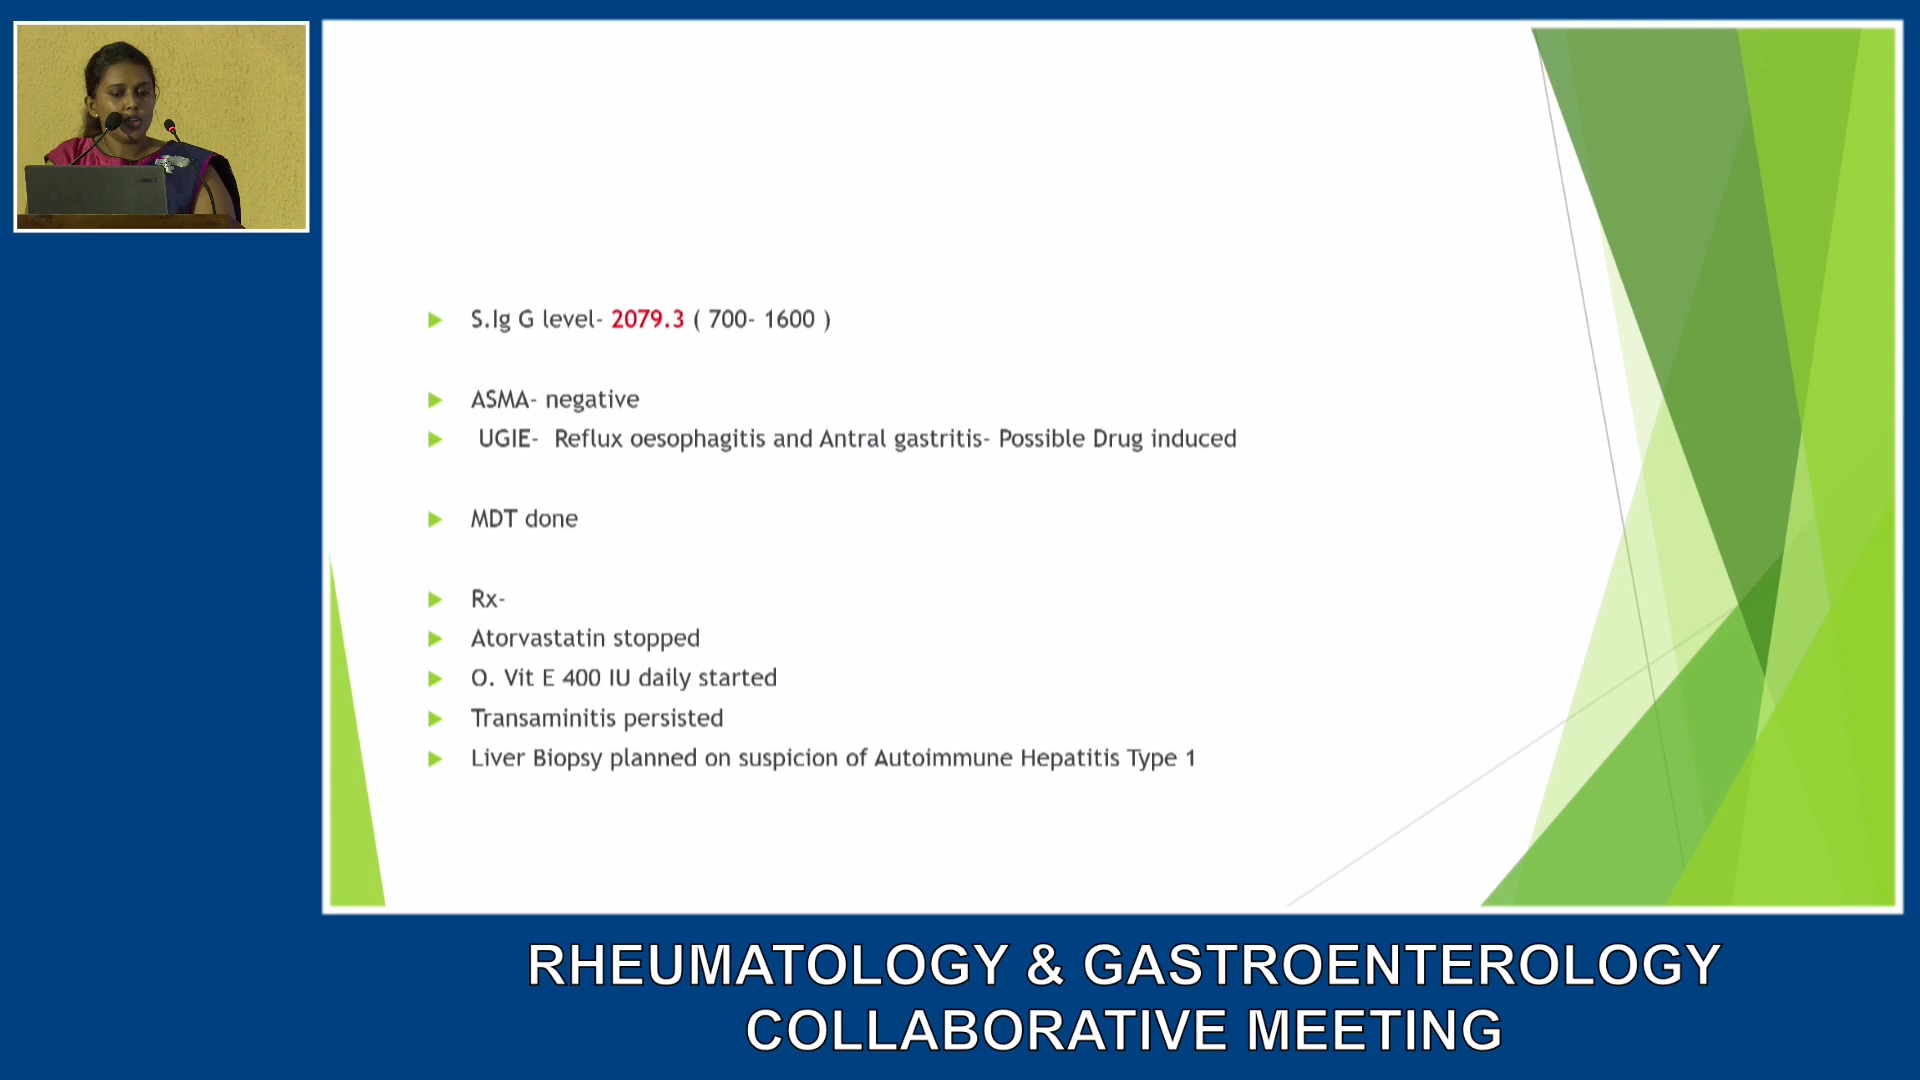 S.Ig G level- 2079.3 ( 700- 1600 )
ASMA- negative
UGIE- Reflux oesophagitis and Antral gastritis- Possible Drug induced
MDT done
Rx-
Atorvastatin stopped
O. Vit E 400 IU daily started
Transaminitis persisted
Liver Biopsy planned on suspicion of Autoimmune Hepatitis Type 1
RHEUMATOLOGY & GASTROENTEROLOGY
COLLABORATIVE MEETING